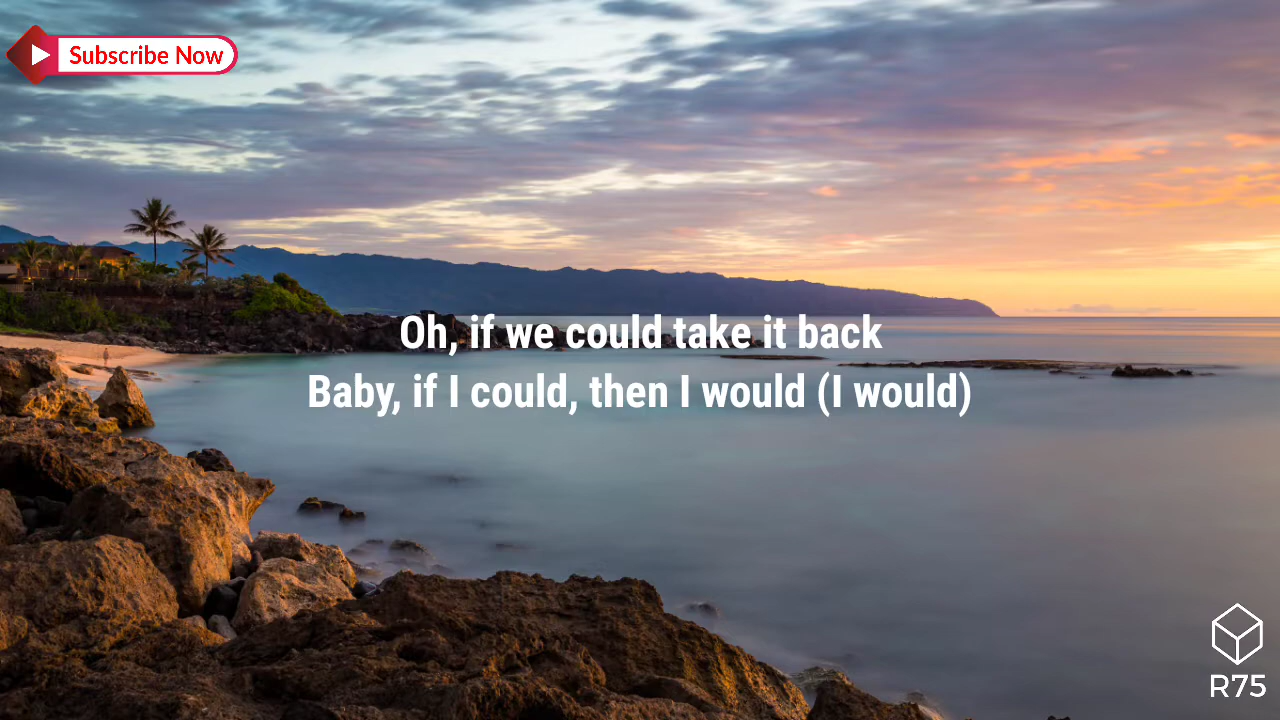 Subscribe Now
Oh, if we could take it back
Baby, if I could, then I would (I would)
R75